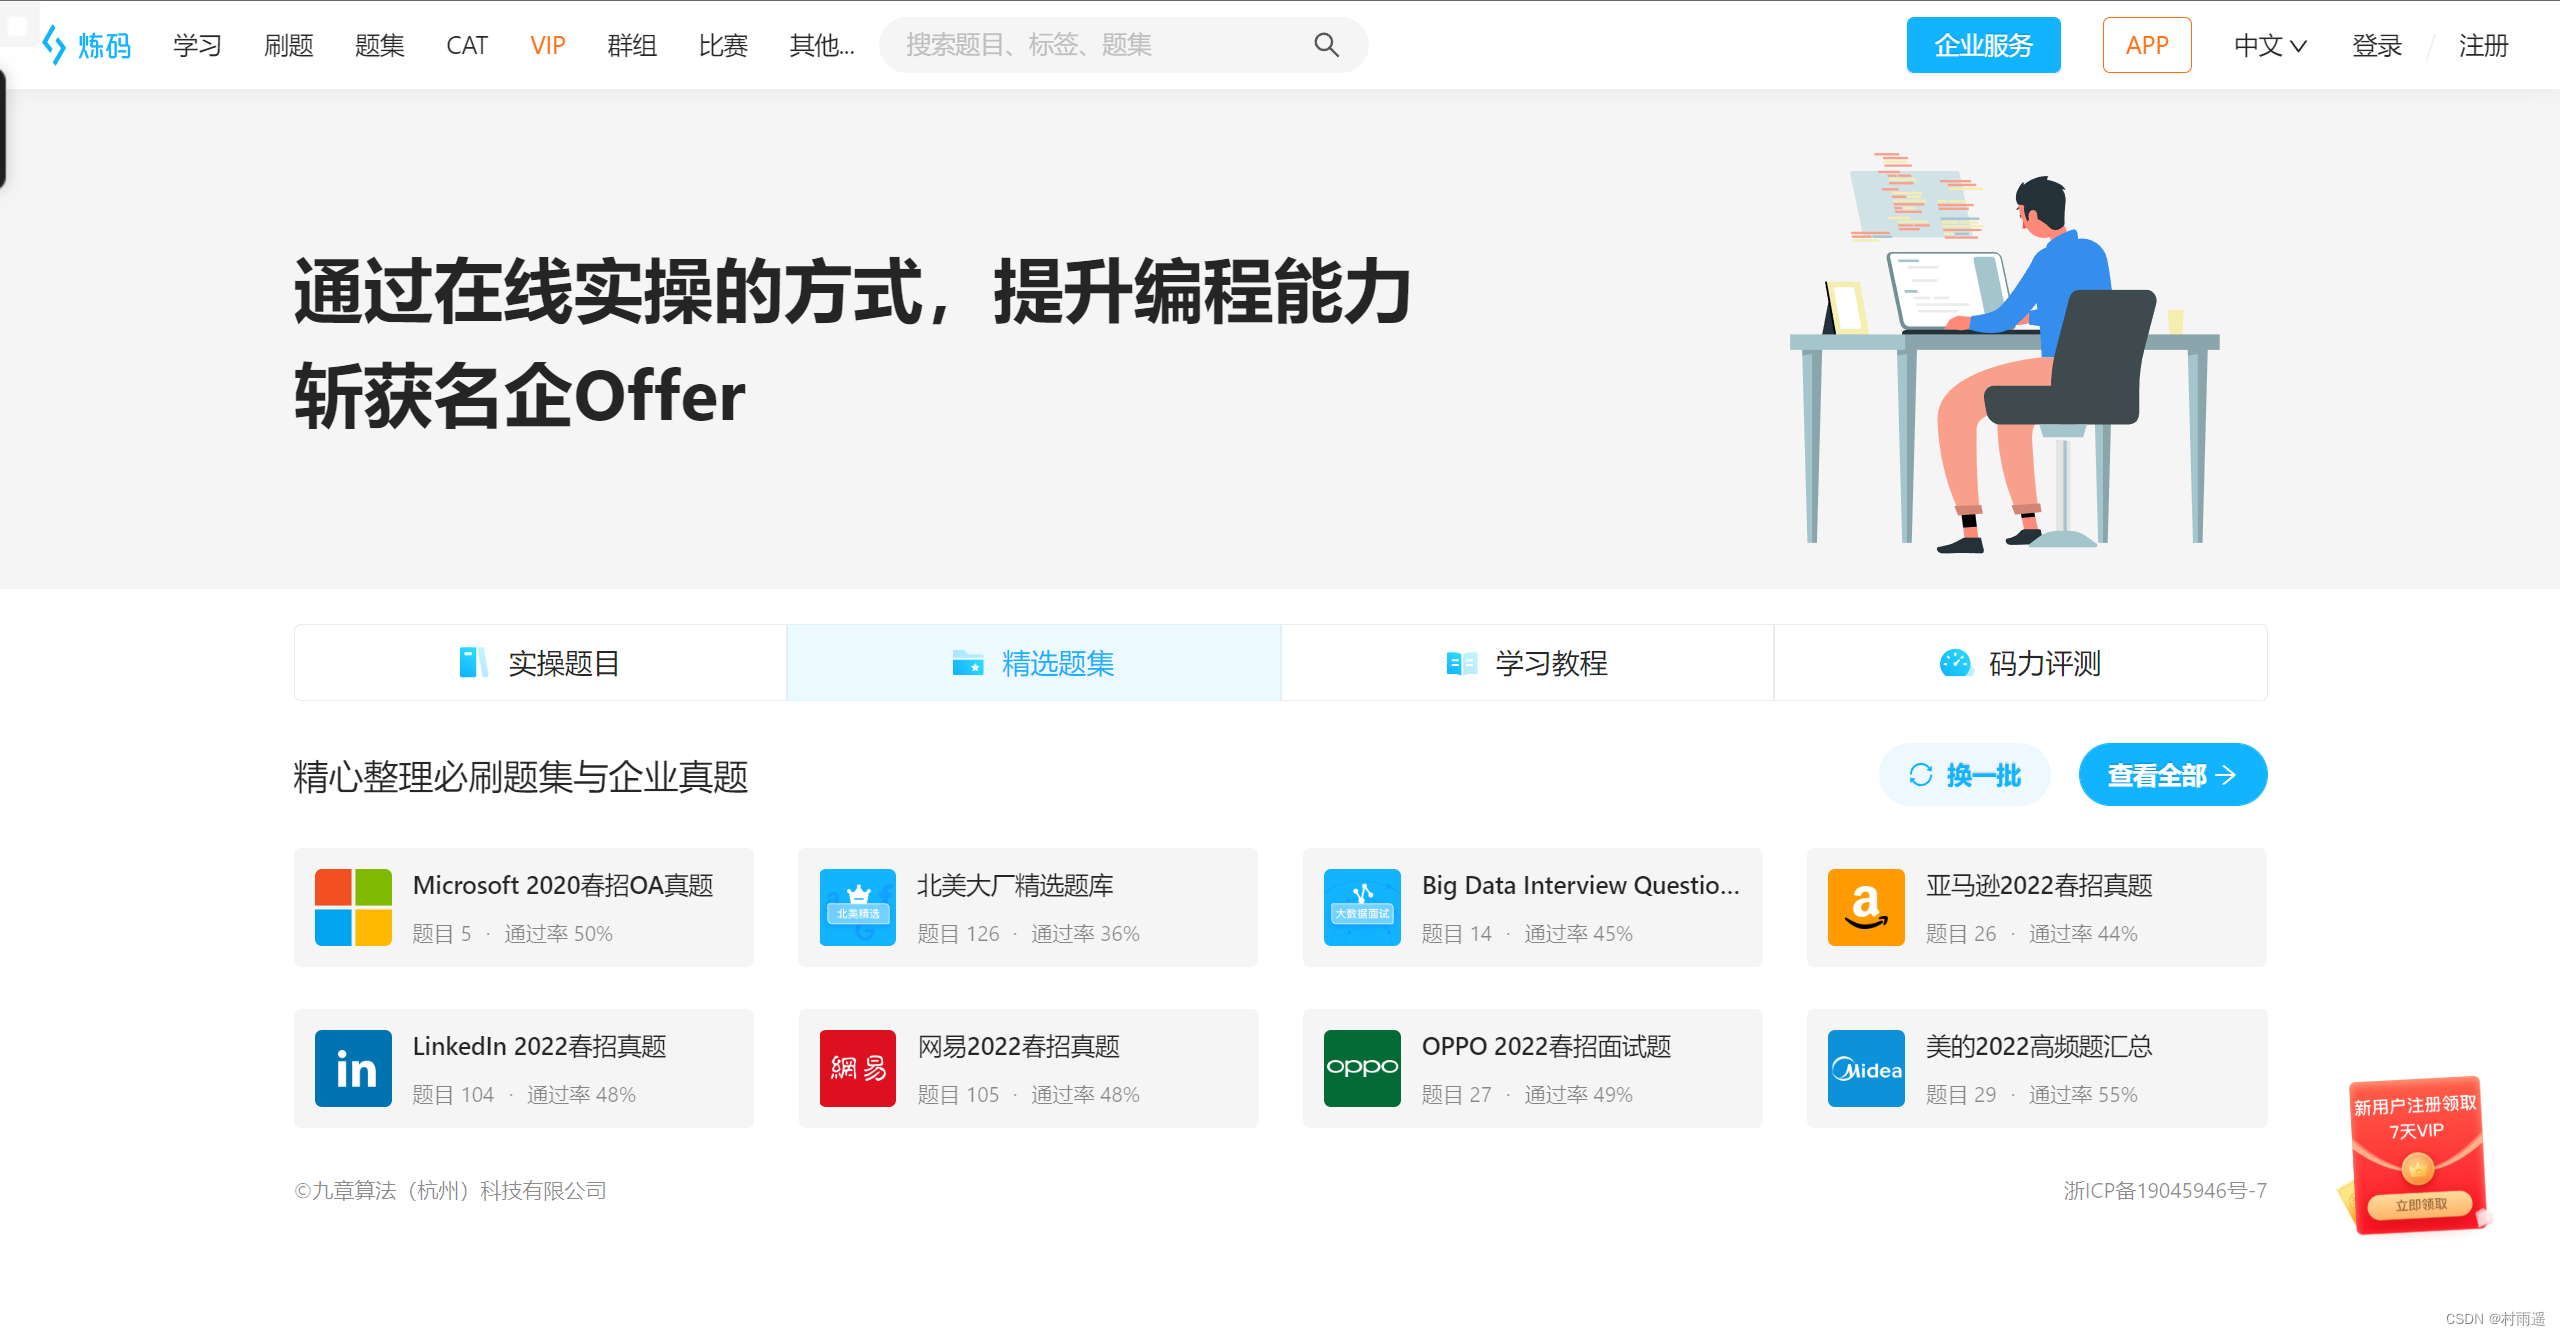 炼码 学习 刷题 题集 CAT VIP 群组 比赛 其他... 搜索题目、标签、题集 企业服务 APP 中文 登录 / 注册
通过在线实操的方式，提升编程能力
斩获名企Offer
实操题目 精选题集 学习教程 码力评测
精心整理必刷题集与企业真题 换一批 查看全部
Microsoft 2020春招OA真题
题目 5 · 通过率 50%
北美精选
北美大厂精选题库
题目 126 · 通过率 36%
大数据面试
Big Data Interview Questio...
题目 14 · 通过率 45%
亚马逊2022春招真题
题目 26 · 通过率 44%
in
LinkedIn 2022春招真题
题目 104 · 通过率 48%
網易
网易2022春招真题
题目 105 · 通过率 48%
oppo
OPPO 2022春招面试题
题目 27 · 通过率 49%
Midea
美的2022高频题汇总
题目 29 · 通过率 55%
新用户注册领取
7天VIP
立即领取
©九章算法（杭州）科技有限公司 浙ICP备19045946号-7
CSDN @村雨遥